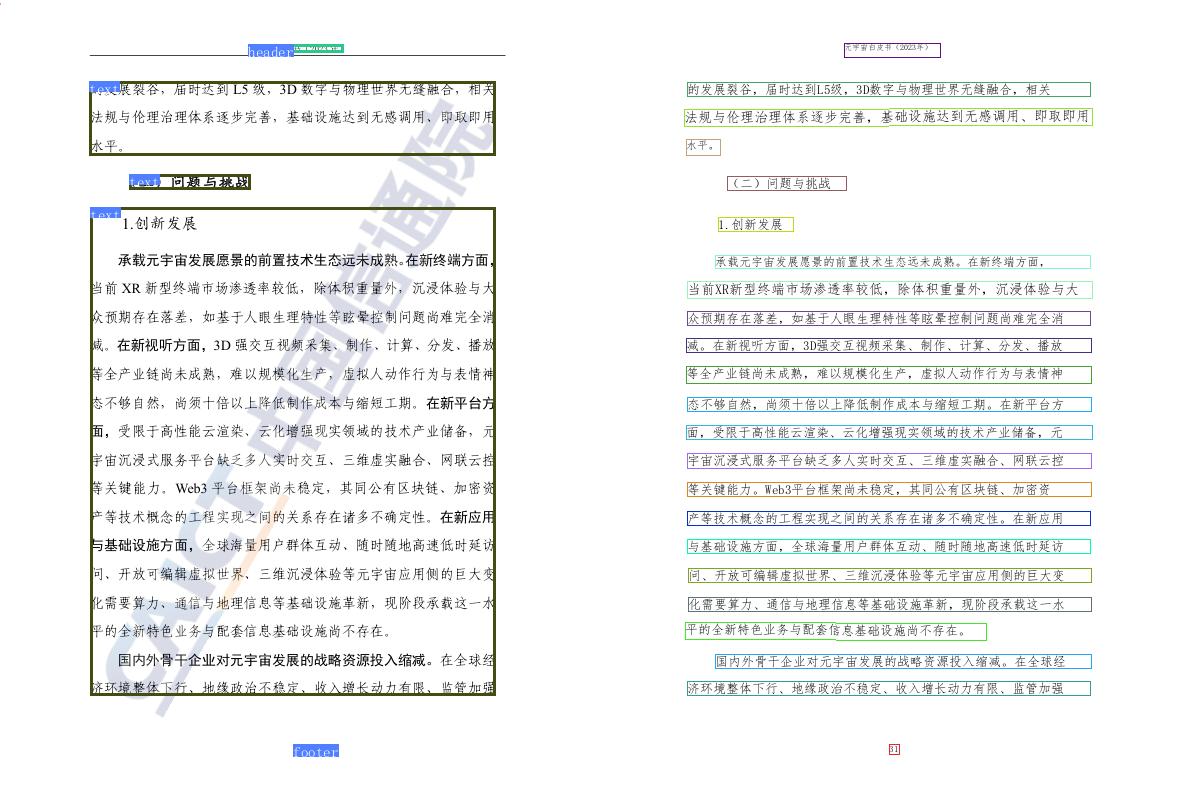 header
text
的发展裂谷，届时达到 L5 级，3D 数字与物理世界无缝融合，相关
法规与伦理治理体系逐步完善，基础设施达到无感调用、即取即用
水平。
text
问题与挑战
text
1.创新发展
承载元宇宙发展愿景的前置技术生态远未成熟。在新终端方面，
当前 XR 新型终端市场渗透率较低，除体积重量外，沉浸体验与大
众预期存在落差，如基于人眼生理特性等眩晕控制问题尚难完全消
减。在新视听方面，3D 强交互视频采集、制作、计算、分发、播放
等全产业链尚未成熟，难以规模化生产，虚拟人动作行为与表情神
态不够自然，尚须十倍以上降低制作成本与缩短工期。在新平台方
面，受限于高性能云渲染、云化增强现实领域的技术产业储备，元
宇宙沉浸式服务平台缺乏多人实时交互、三维虚实融合、网联云控
等关键能力。Web3 平台框架尚未稳定，其同公有区块链、加密资
产等技术概念的工程实现之间的关系存在诸多不确定性。在新应用
与基础设施方面，全球海量用户群体互动、随时随地高速低时延访
问、开放可编辑虚拟世界、三维沉浸体验等元宇宙应用侧的巨大变
化需要算力、通信与地理信息等基础设施革新，现阶段承载这一水
平的全新特色业务与配套信息基础设施尚不存在。
国内外骨干企业对元宇宙发展的战略资源投入缩减。在全球经
济环境整体下行、地缘政治不稳定、收入增长动力有限、监管加强
CAICT 中国信通院
footer
元宇宙白皮书（2023年）
的发展裂谷，届时达到L5级，3D数字与物理世界无缝融合，相关
法规与伦理治理体系逐步完善，基础设施达到无感调用、即取即用
水平。
（二）问题与挑战
1.创新发展
承载元宇宙发展愿景的前置技术生态远未成熟。在新终端方面，
当前XR新型终端市场渗透率较低，除体积重量外，沉浸体验与大
众预期存在落差，如基于人眼生理特性等眩晕控制问题尚难完全消
减。在新视听方面，3D强交互视频采集、制作、计算、分发、播放
等全产业链尚未成熟，难以规模化生产，虚拟人动作行为与表情神
态不够自然，尚须十倍以上降低制作成本与缩短工期。在新平台方
面，受限于高性能云渲染、云化增强现实领域的技术产业储备，元
宇宙沉浸式服务平台缺乏多人实时交互、三维虚实融合、网联云控
等关键能力。Web3平台框架尚未稳定，其同公有区块链、加密资
产等技术概念的工程实现之间的关系存在诸多不确定性。在新应用
与基础设施方面，全球海量用户群体互动、随时随地高速低时延访
问、开放可编辑虚拟世界、三维沉浸体验等元宇宙应用侧的巨大变
化需要算力、通信与地理信息等基础设施革新，现阶段承载这一水
平的全新特色业务与配套信息基础设施尚不存在。
国内外骨干企业对元宇宙发展的战略资源投入缩减。在全球经
济环境整体下行、地缘政治不稳定、收入增长动力有限、监管加强
31